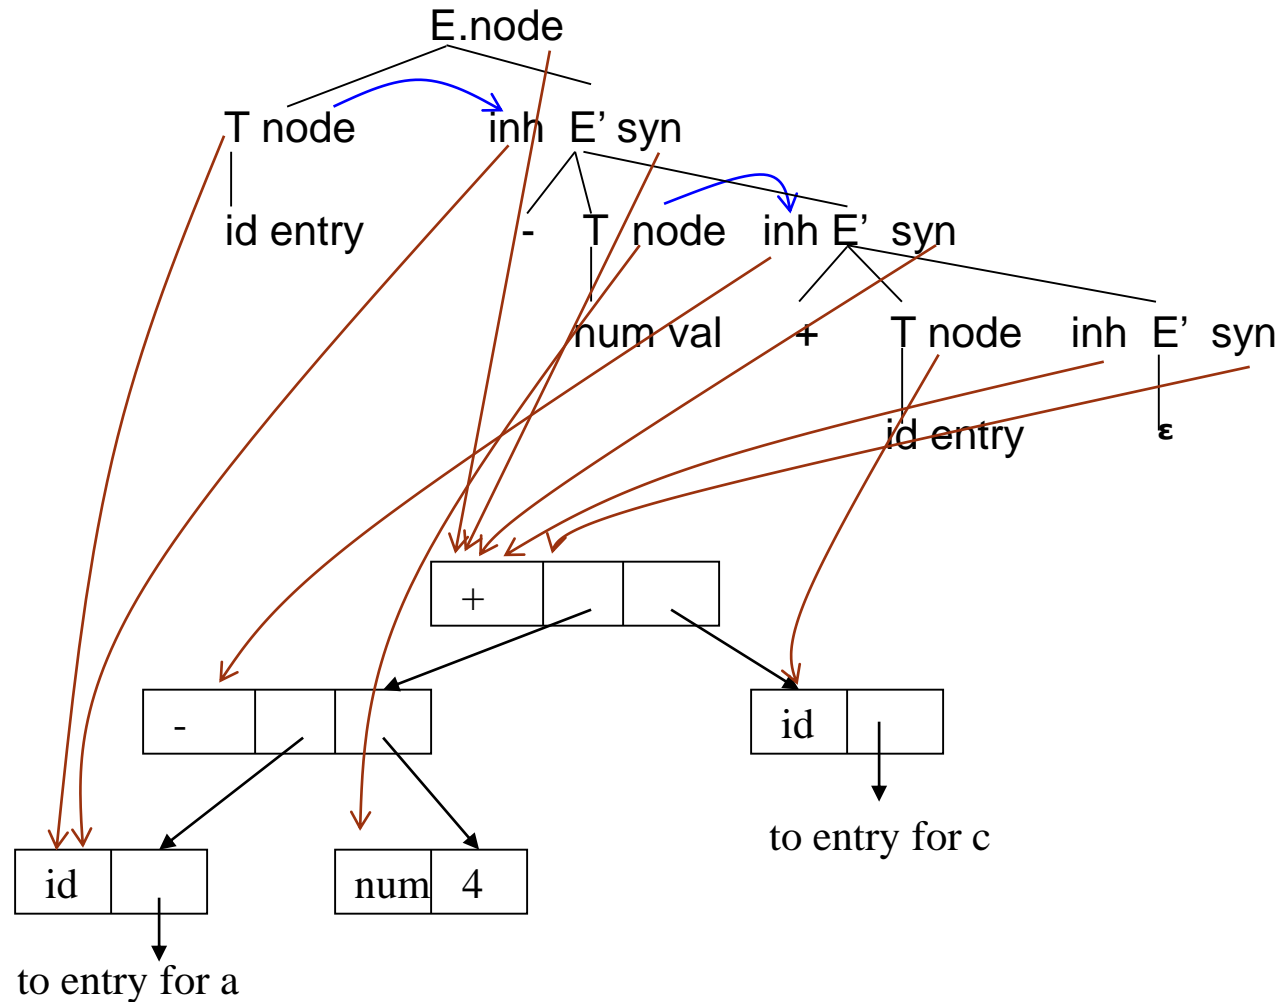 E.node
T node inh E’ syn
id entry - T node inh E’ syn
num val + T node inh E’ syn
id entry ε
+
- id
to entry for c
id num 4
to entry for a